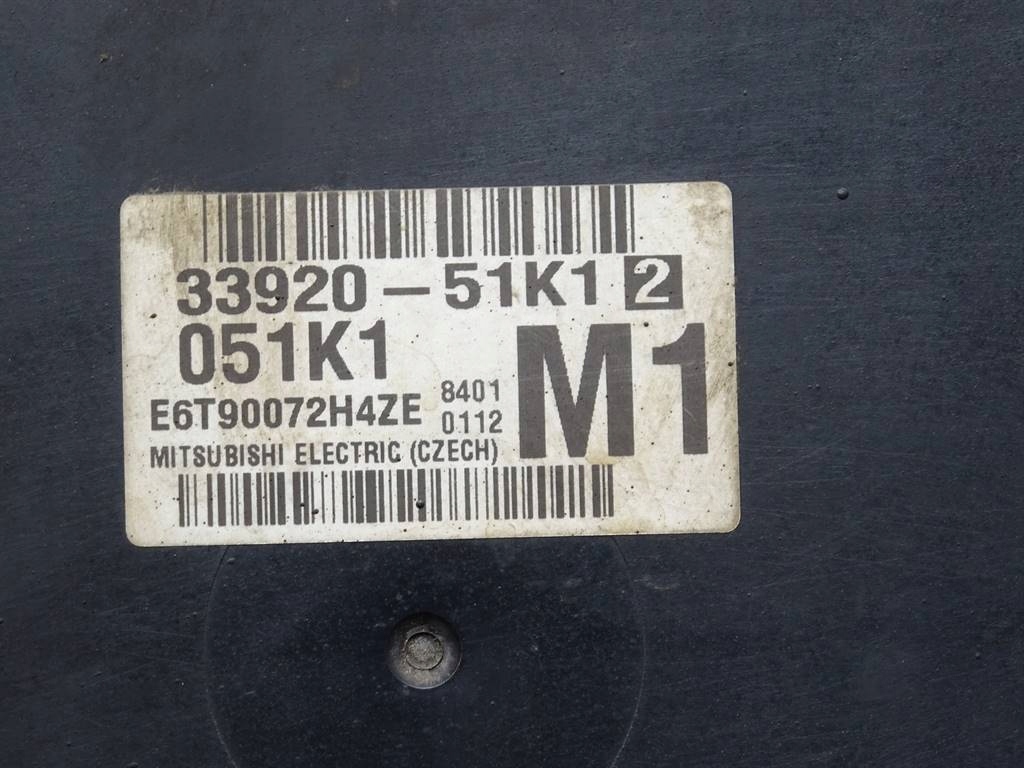 33920-51K1 2
051K1
M1
E6T90072H4ZE
8401
0112
MITSUBISHI ELECTRIC (CZECH)